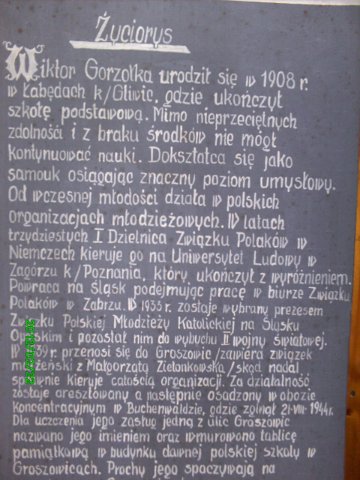 Życiorys
Wiktor Gorzołka urodził się w 1908 r.
w Łabędach k/Gliwic, gdzie ukończył
szkołę podstawową. Mimo nieprzeciętnych
zdolności i z braku środków nie mógł
kontynuować nauki. Dokształca się jako
samouk osiągając znaczny poziom umysłowy.
Od wczesnej młodości działa w polskich
organizacjach młodzieżowych. W latach
trzydziestych I Dzielnica Związku Polaków w
Niemczech kieruje go na Uniwersytet Ludowy w
Zagórzu k/Poznania, który ukończył z wyróżnieniem.
Powraca na Śląsk podejmując pracę w biurze Związku
Polaków w Zabrzu. W 1935 r. zostaje wybrany prezesem
Związku Polskiej Młodzieży Katolickiej na Śląsku
Opolskim i pozostał nim do wybuchu II wojny światowej.
W 39 r. przenosi się do Groszowic /zawiera związek
małżeński z Małgorzatą Zielonkowską/ skąd nadal
sprawnie kieruje całością organizacji. Za działalność
zostaje aresztowany a następnie osadzony w obozie
koncentracyjnym w Buchenwaldzie, gdzie zginął 21-VIII-1944r.
Dla uczczenia jego zasług jedną z ulic Groszowic
nazwano jego imieniem oraz wmurowano tablicę
pamiątkową w budynku dawnej polskiej szkoły w
Groszowicach. Prochy jego spoczywają na